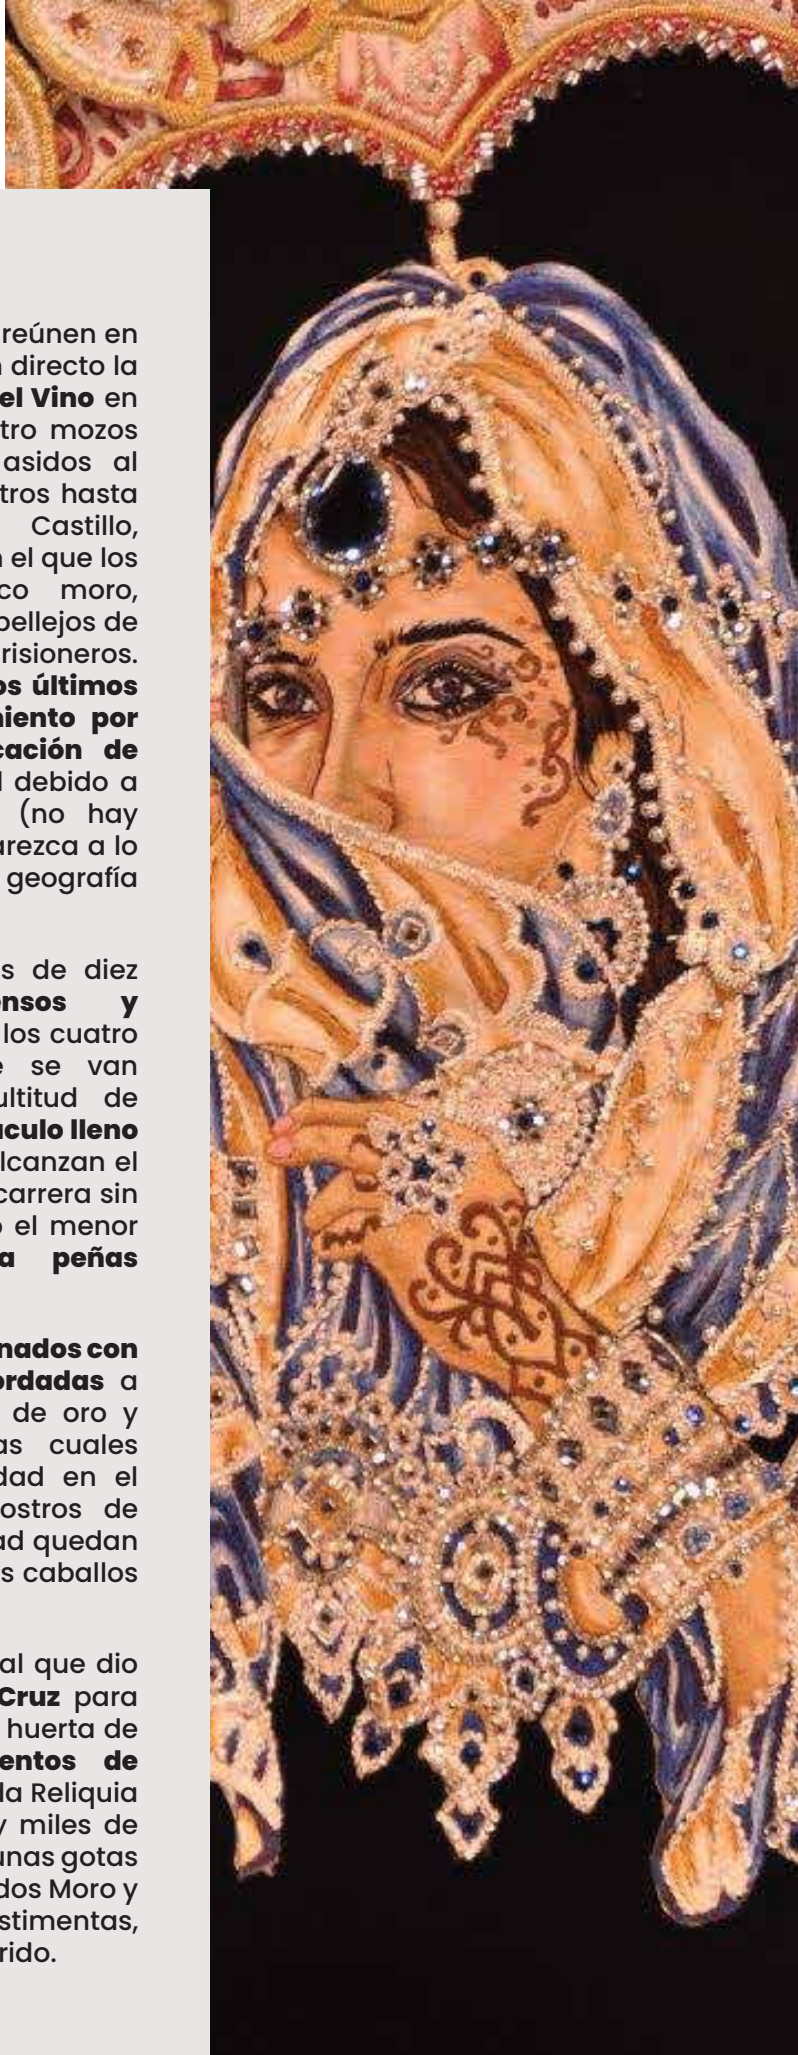 reúnen en
directo la
el Vino en
tro mozos
asidos al
tros hasta
Castillo,
el que los
co moro,
pellejos de
risioneros.
os últimos
miento por
cación de
debido a
(no hay
arezca a lo
geografía
s de diez
ensos y
los cuatro
e se van
ultitud de
áculo lleno
lcanzan el
carrera sin
o el menor
a peñas
nados con
ordadas a
de oro y
as cuales
dad en el
ostros de
ad quedan
s caballos
al que dio
Cruz para
huerta de
entos de
da Reliquia
y miles de
unas gotas
dos Moro y
stimentas,
rido.